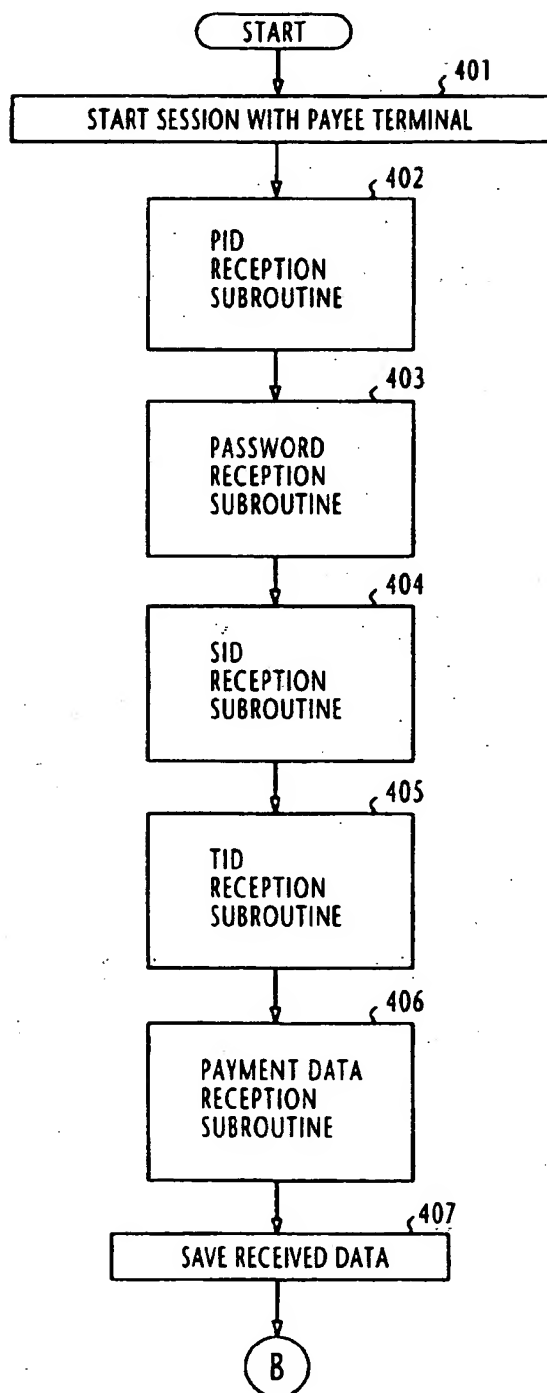 START
401
START SESSION WITH PAYEE TERMINAL
402
PID
RECEPTION
SUBROUTINE
403
PASSWORD
RECEPTION
SUBROUTINE
404
SID
RECEPTION
SUBROUTINE
405
TID
RECEPTION
SUBROUTINE
406
PAYMENT DATA
RECEPTION
SUBROUTINE
407
SAVE RECEIVED DATA
B